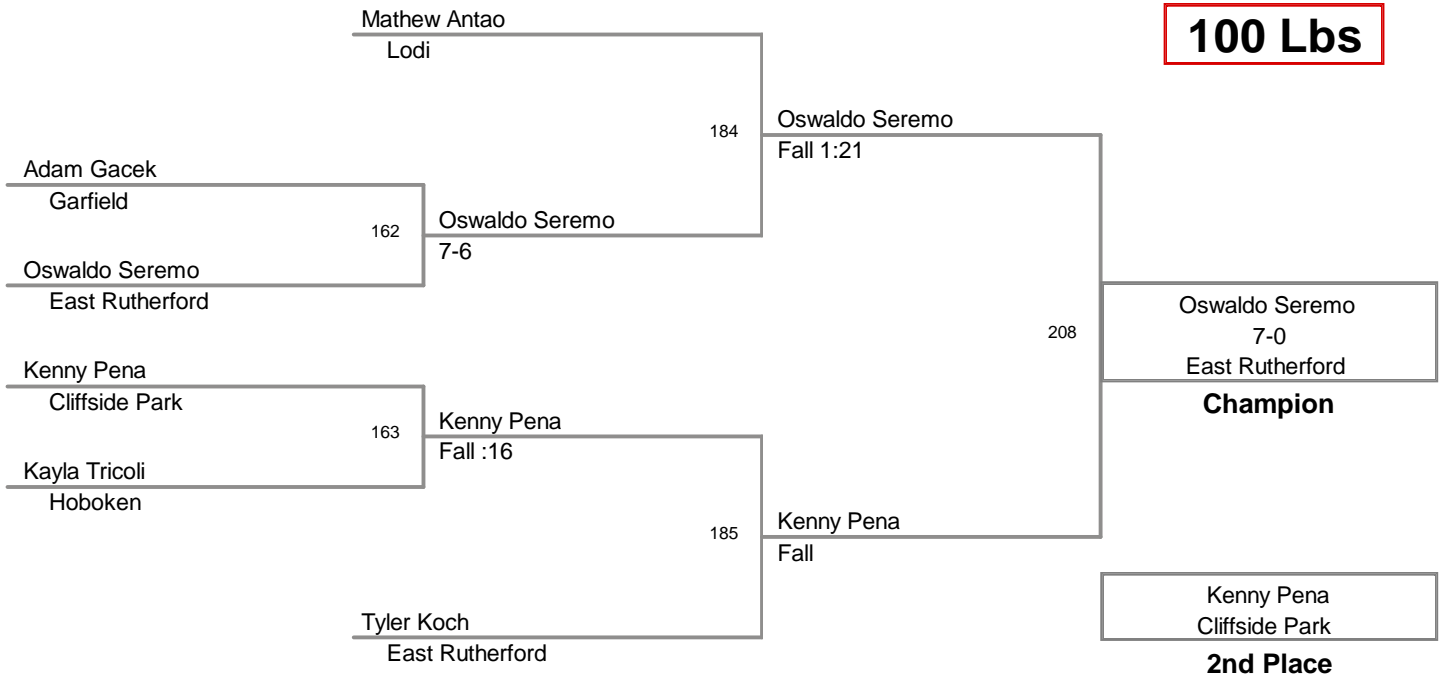 Mathew Antao
Lodi
100 Lbs
184
Oswaldo Seremo
Fall 1:21
Adam Gacek
Garfield
162
Oswaldo Seremo
7-6
Oswaldo Seremo
East Rutherford
208
Oswaldo Seremo
7-0
East Rutherford
Champion
Kenny Pena
Cliffside Park
163
Kenny Pena
Fall :16
Kayla Tricoli
Hoboken
185
Kenny Pena
Fall
Tyler Koch
East Rutherford
Kenny Pena
Cliffside Park
2nd Place